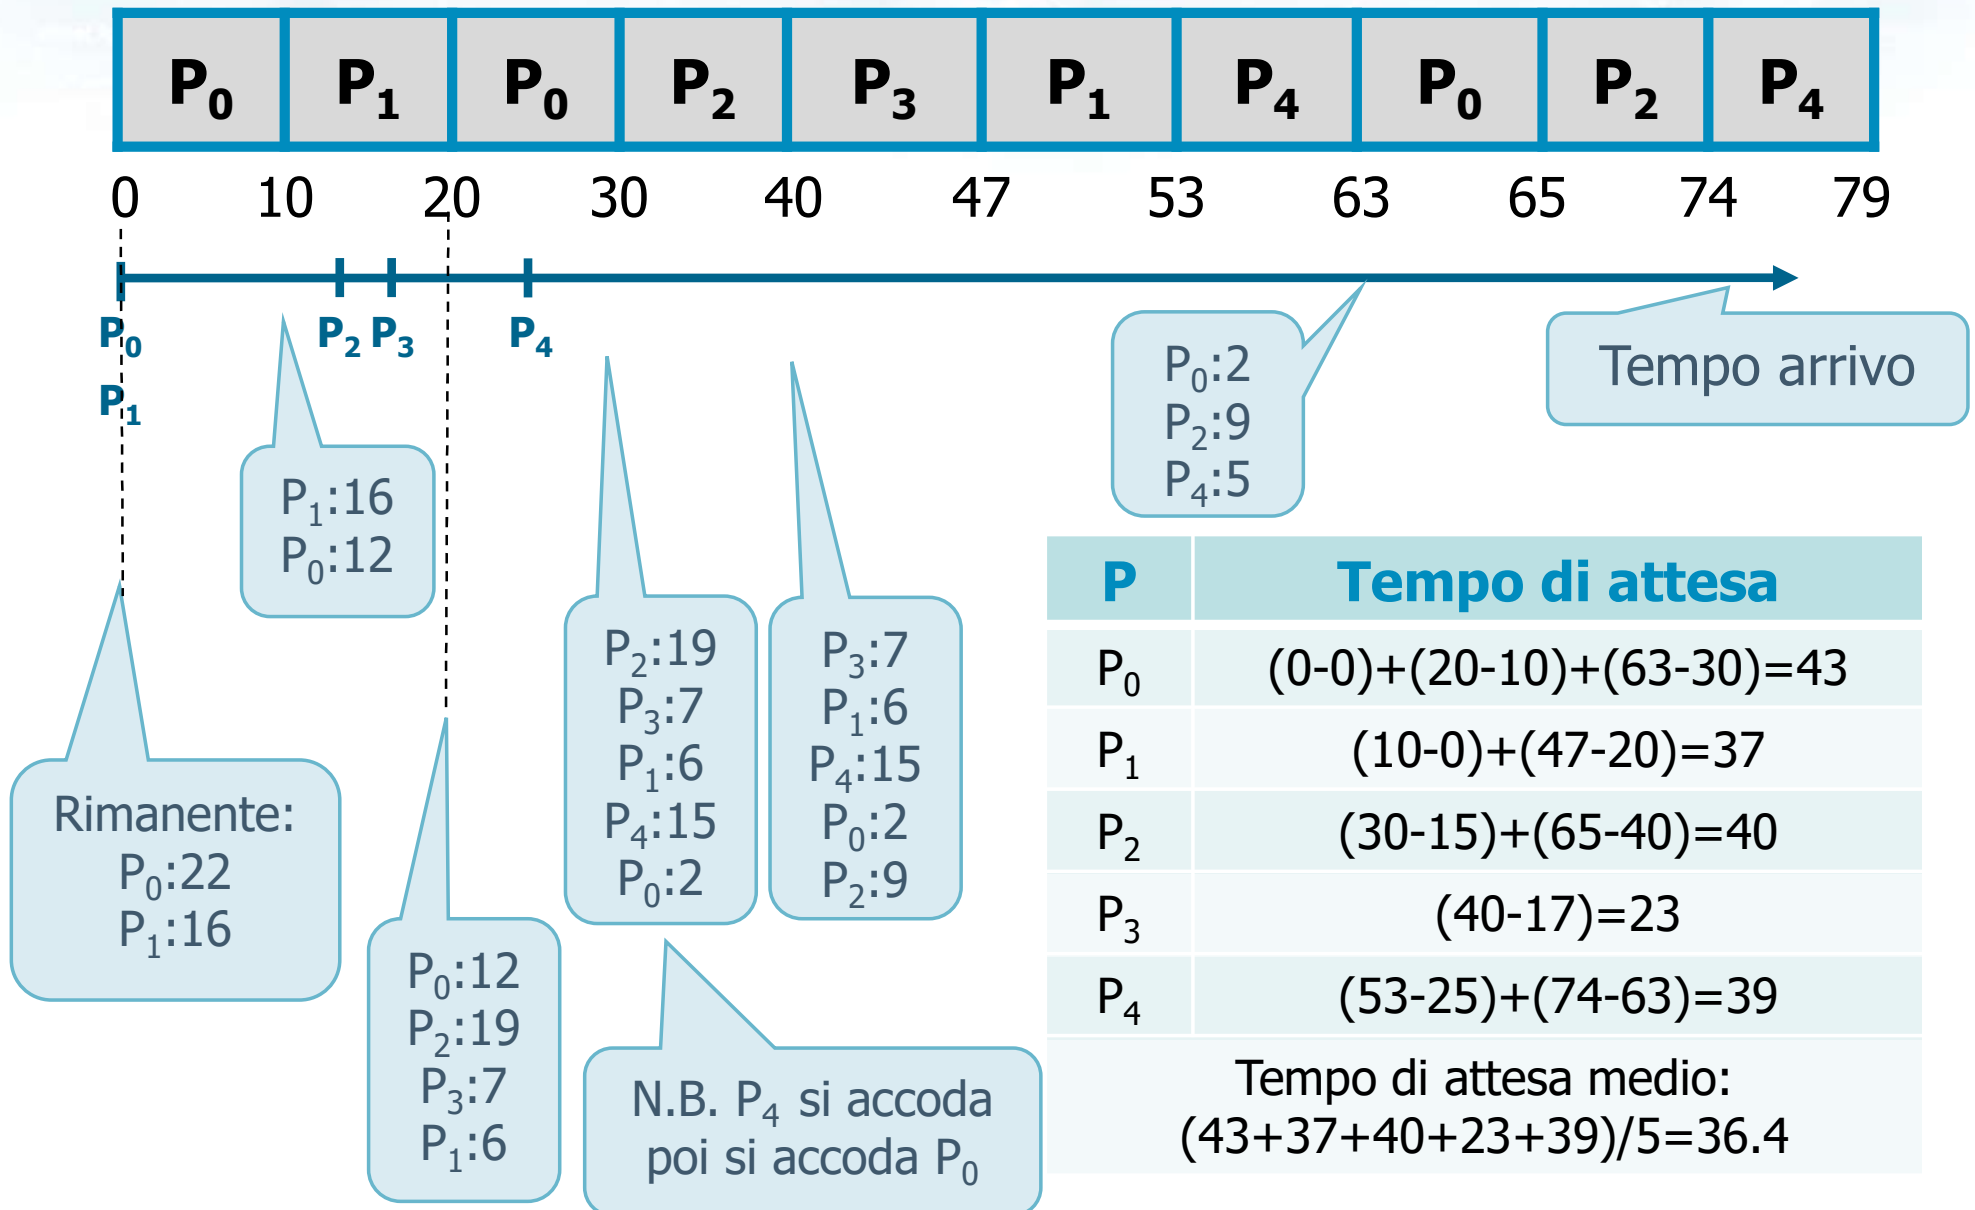 P₀ P₁ P₀ P₂ P₃ P₁ P₄ P₀ P₂ P₄
0 10 20 30 40 47 53 63 65 74 79
P₀ P₂ P₃ P₄
P₁
P₁:16
P₀:12
Rimanente:
P₀:22
P₁:16
P₀:12
P₂:19
P₃:7
P₁:6
P₂:19
P₃:7
P₁:6
P₄:15
P₀:2
N.B. P₄ si accoda
poi si accoda P₀
P₃:7
P₁:6
P₄:15
P₀:2
P₂:9
P₀:2
P₂:9
P₄:5
Tempo arrivo
P Tempo di attesa
P₀ (0-0)+(20-10)+(63-30)=43
P₁ (10-0)+(47-20)=37
P₂ (30-15)+(65-40)=40
P₃ (40-17)=23
P₄ (53-25)+(74-63)=39
Tempo di attesa medio:
(43+37+40+23+39)/5=36.4